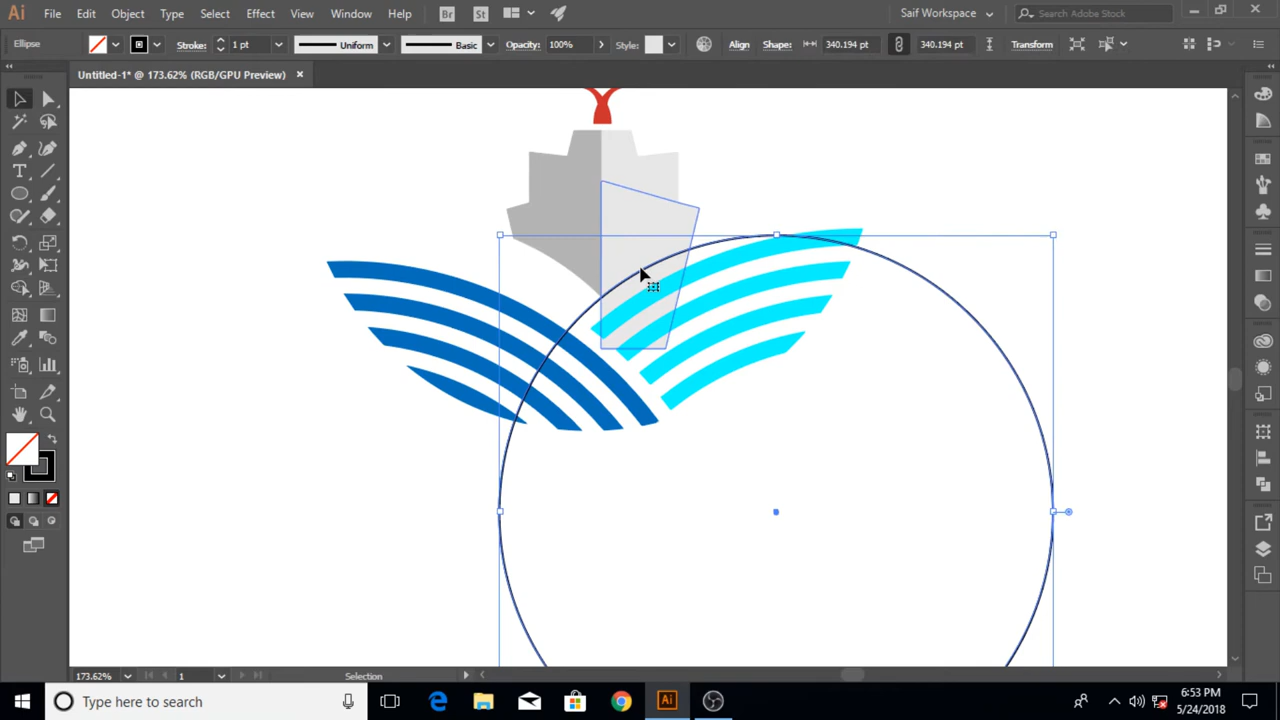 Ai File Edit Object Type Select Effect View Window Help Br St Saif Workspace Search Adobe Stock
Ellipse Stroke: 1 pt Uniform Basic Opacity: 100% Style: Align Shape: 340.194 pt 340.194 pt Transform
Untitled-1* @ 173.62% (RGB/GPU Preview)
173.62% 1 Selection
Type here to search Ai 6:53 PM
5/24/2018